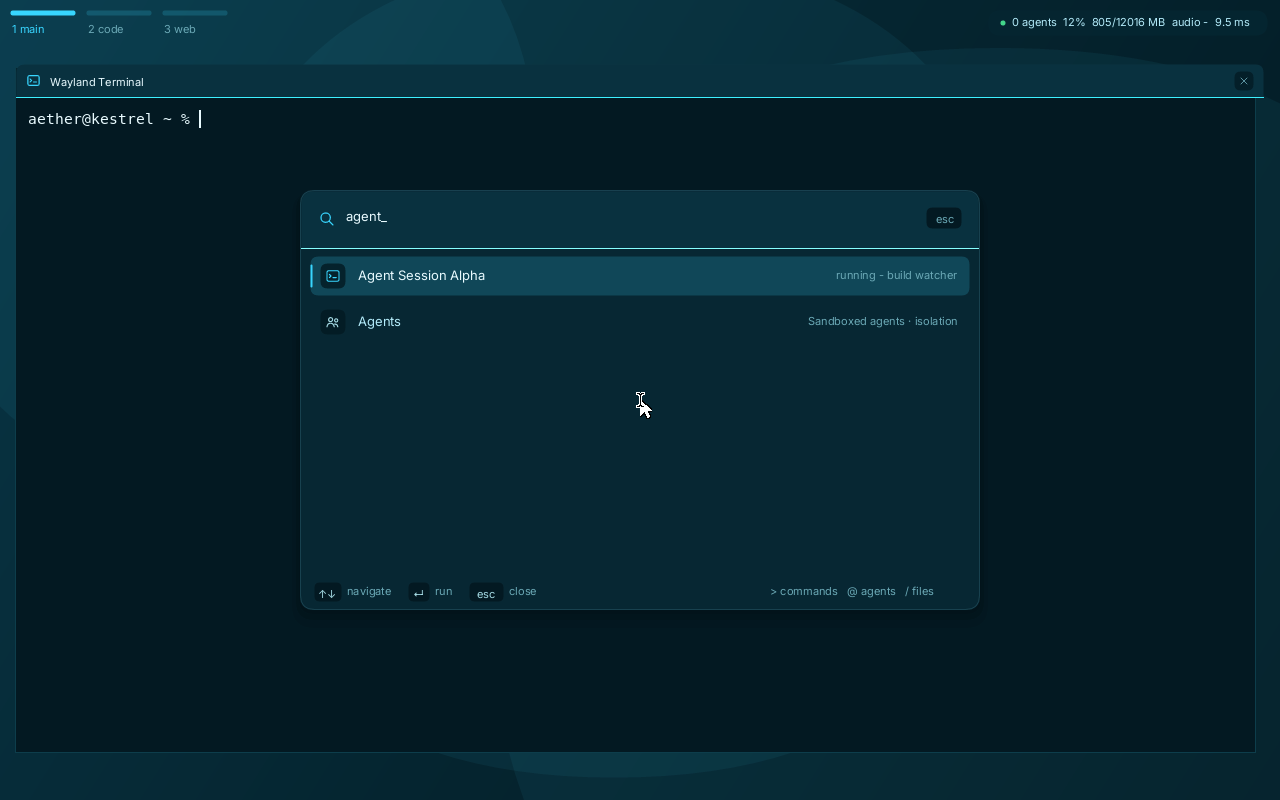 1 main 2 code 3 web
0 agents 12% 805/12016 MB audio - 9.5 ms
Wayland Terminal
aether@kestrel ~ %
agent_
esc
Agent Session Alpha running - build watcher
Agents Sandboxed agents · isolation
↑↓ navigate ↵ run esc close > commands @ agents / files